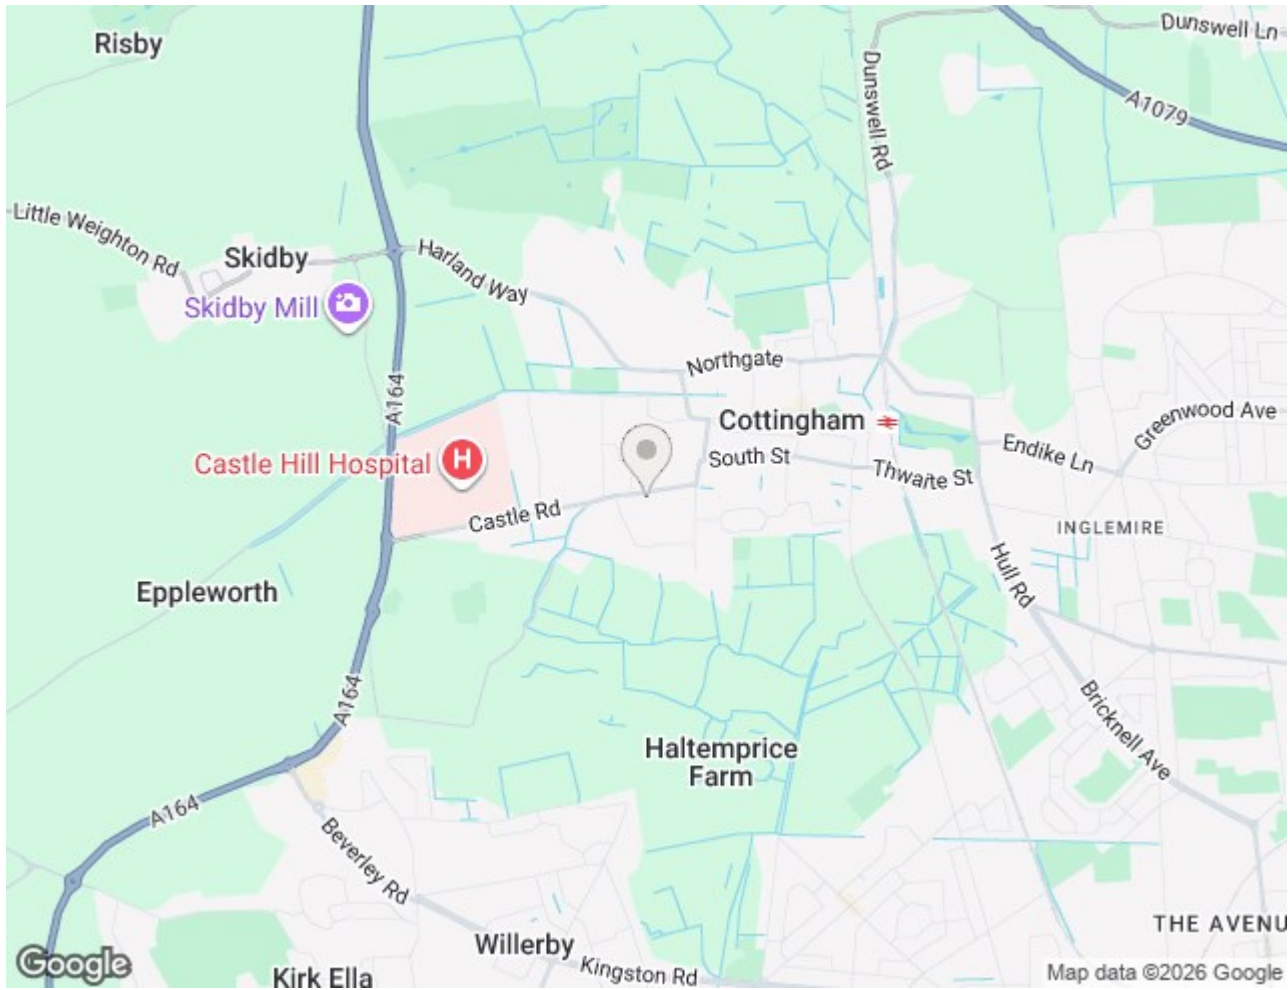 Risby
Dunswell Ln
A1079
Dunswell Rd
Little Weighton Rd
Skidby
Harland Way
Skidby Mill
Northgate
A164
Cottingham
Greenwood Ave
Endike Ln
South St
Thwaite St
Castle Hill Hospital
H
Castle Rd
INGLEMIRE
Hull Rd
Eppleworth
A164
Bricknell Ave
Haltemprice
Farm
A164
Beverley Rd
THE AVENU
Willerby
Kingston Rd
Kirk Ella
Google
Map data ©2026 Google